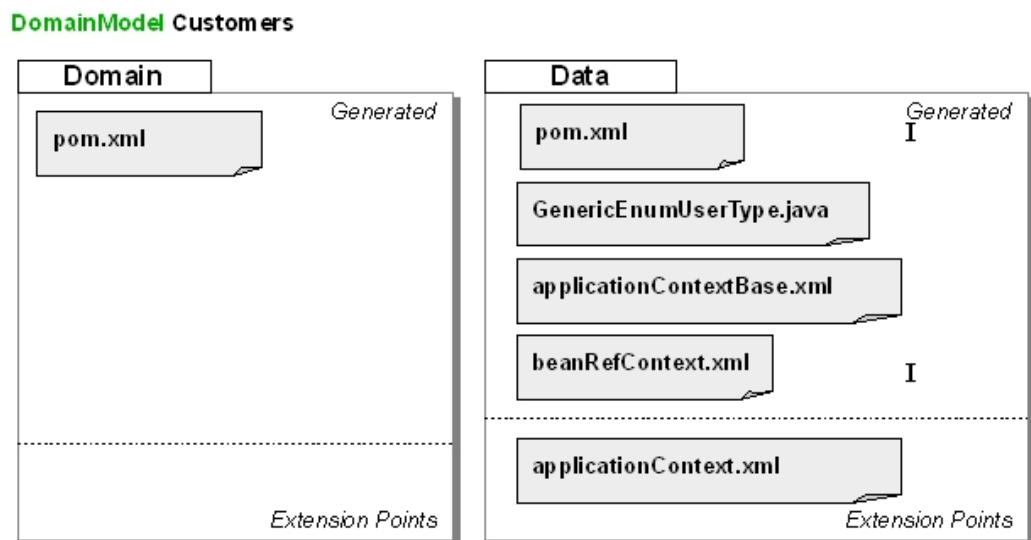 DomainModel Customers
Domain
Generated
pom.xml
Extension Points
Data
Generated
pom.xml
GenericEnumUserType.java
applicationContextBase.xml
beanRefContext.xml
applicationContext.xml
Extension Points